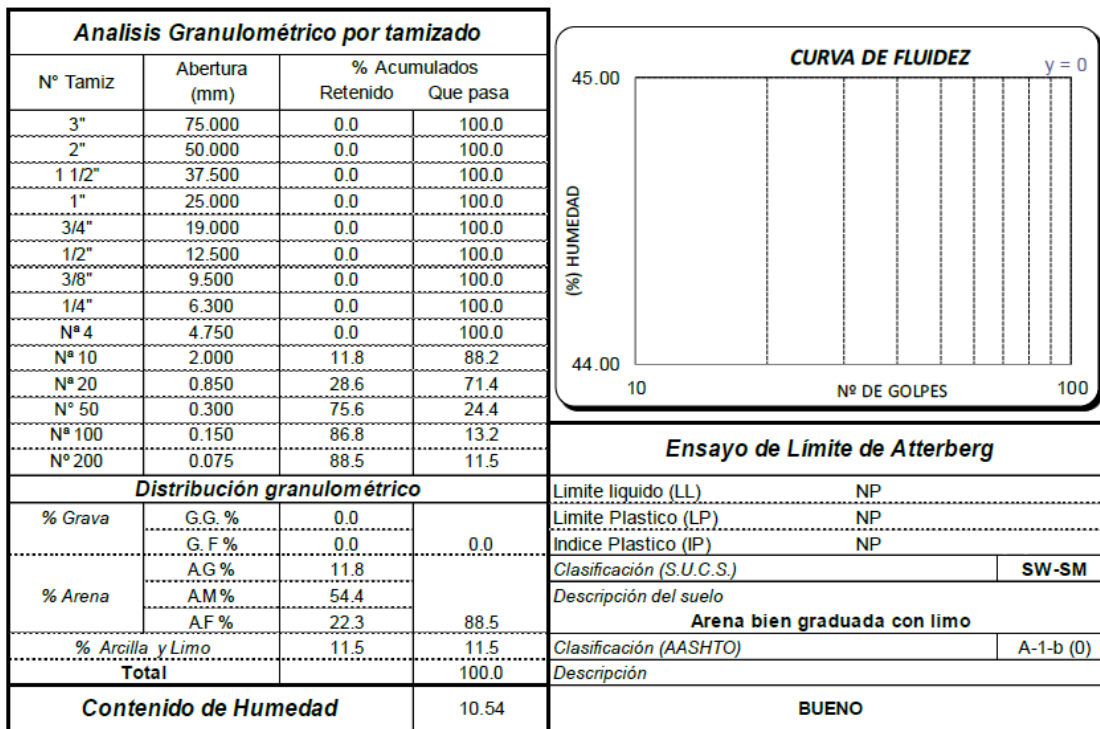 Analisis Granulométrico por tamizado
N° Tamiz Abertura (mm) % Acumulados Retenido Que pasa
3" 75.000 0.0 100.0
2" 50.000 0.0 100.0
1 1/2" 37.500 0.0 100.0
1" 25.000 0.0 100.0
3/4" 19.000 0.0 100.0
1/2" 12.500 0.0 100.0
3/8" 9.500 0.0 100.0
1/4" 6.300 0.0 100.0
Nª 4 4.750 0.0 100.0
Nª 10 2.000 11.8 88.2
Nª 20 0.850 28.6 71.4
N° 50 0.300 75.6 24.4
Nª 100 0.150 86.8 13.2
Nº 200 0.075 88.5 11.5
Distribución granulométrico
% Grava G.G. % 0.0
G. F % 0.0 0.0
A.G % 11.8
% Arena A.M % 54.4
A.F % 22.3 88.5
% Arcilla y Limo 11.5 11.5
Total 100.0
Contenido de Humedad 10.54
CURVA DE FLUIDEZ
y = 0
45.00
(%) HUMEDAD
44.00
10 Nº DE GOLPES 100
Ensayo de Límite de Atterberg
Limite liquido (LL) NP
Limite Plastico (LP) NP
Indice Plastico (IP) NP
Clasificación (S.U.C.S.) SW-SM
Descripción del suelo
Arena bien graduada con limo
Clasificación (AASHTO) A-1-b (0)
Descripción
BUENO